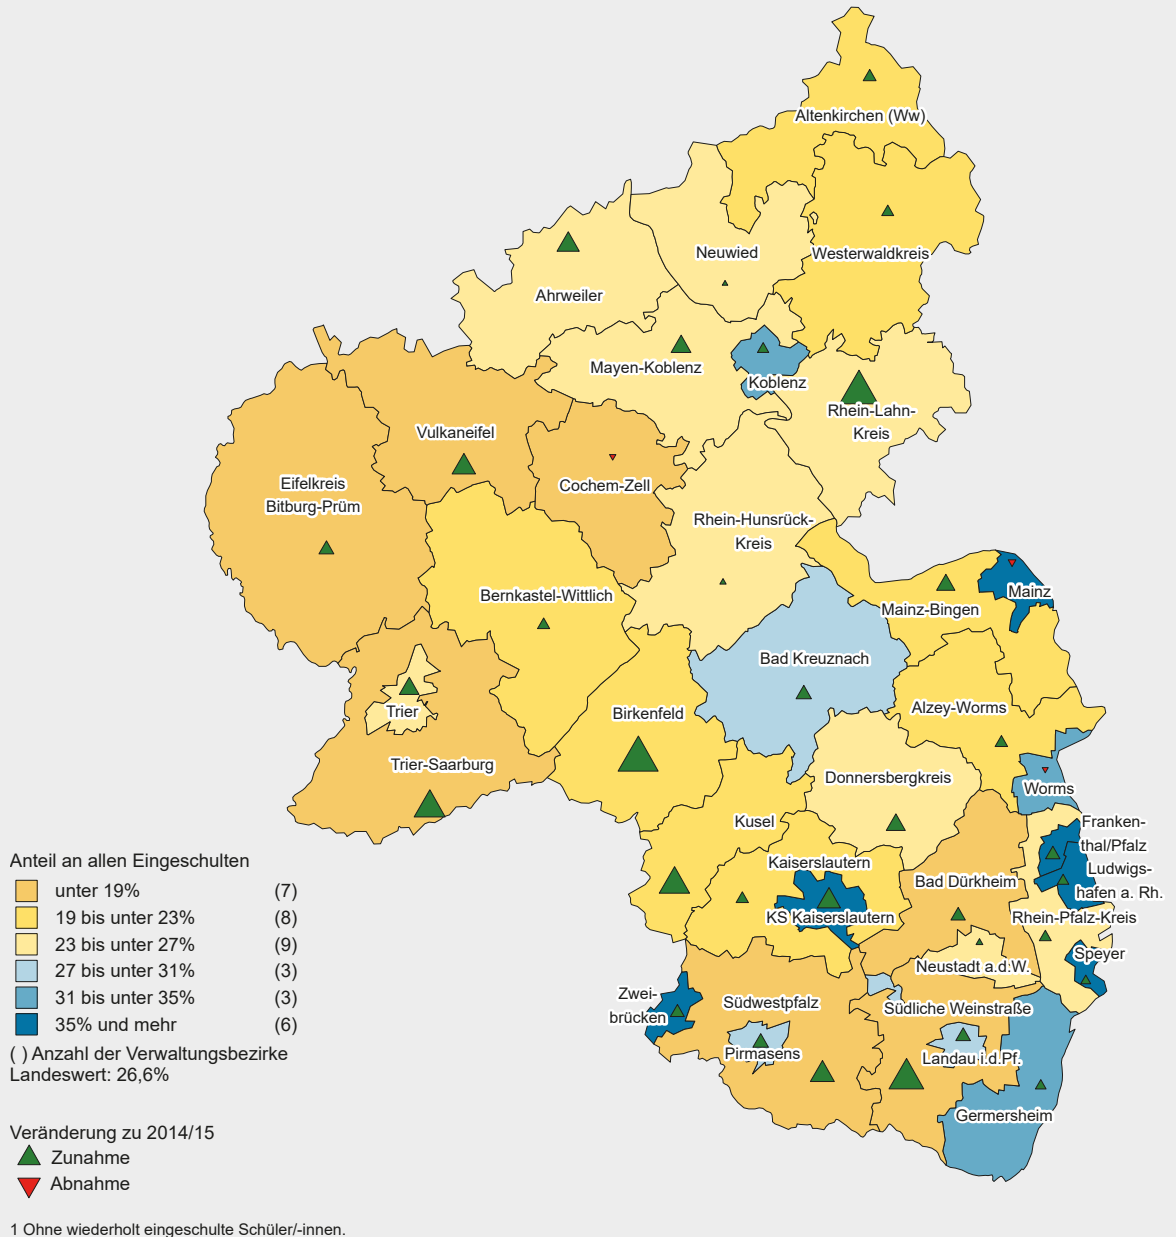 Altenkirchen (Ww)
Neuwied
Westerwaldkreis
Ahrweiler
Mayen-Koblenz
Koblenz
Rhein-Lahn-
Kreis
Vulkaneifel
Cochem-Zell
Eifelkreis
Bitburg-Prüm
Rhein-Hunsrück-
Kreis
Bernkastel-Wittlich
Mainz-Bingen
Mainz
Bad Kreuznach
Trier
Birkenfeld
Alzey-Worms
Trier-Saarburg
Donnersbergkreis
Worms
Kusel
Franken-
thal/Pfalz
Kaiserslautern
Ludwigs-
hafen a. Rh.
Bad Dürkheim
KS Kaiserslautern
Rhein-Pfalz-Kreis
Speyer
Neustadt a.d.W.
Zwei-
brücken
Südwestpfalz
Südliche Weinstraße
Pirmasens
Landau i.d.Pf.
Germersheim
Anteil an allen Eingeschulten
unter 19% (7)
19 bis unter 23% (8)
23 bis unter 27% (9)
27 bis unter 31% (3)
31 bis unter 35% (3)
35% und mehr (6)
( ) Anzahl der Verwaltungsbezirke
Landeswert: 26,6%
Veränderung zu 2014/15
Zunahme
Abnahme
1 Ohne wiederholt eingeschulte Schüler/-innen.